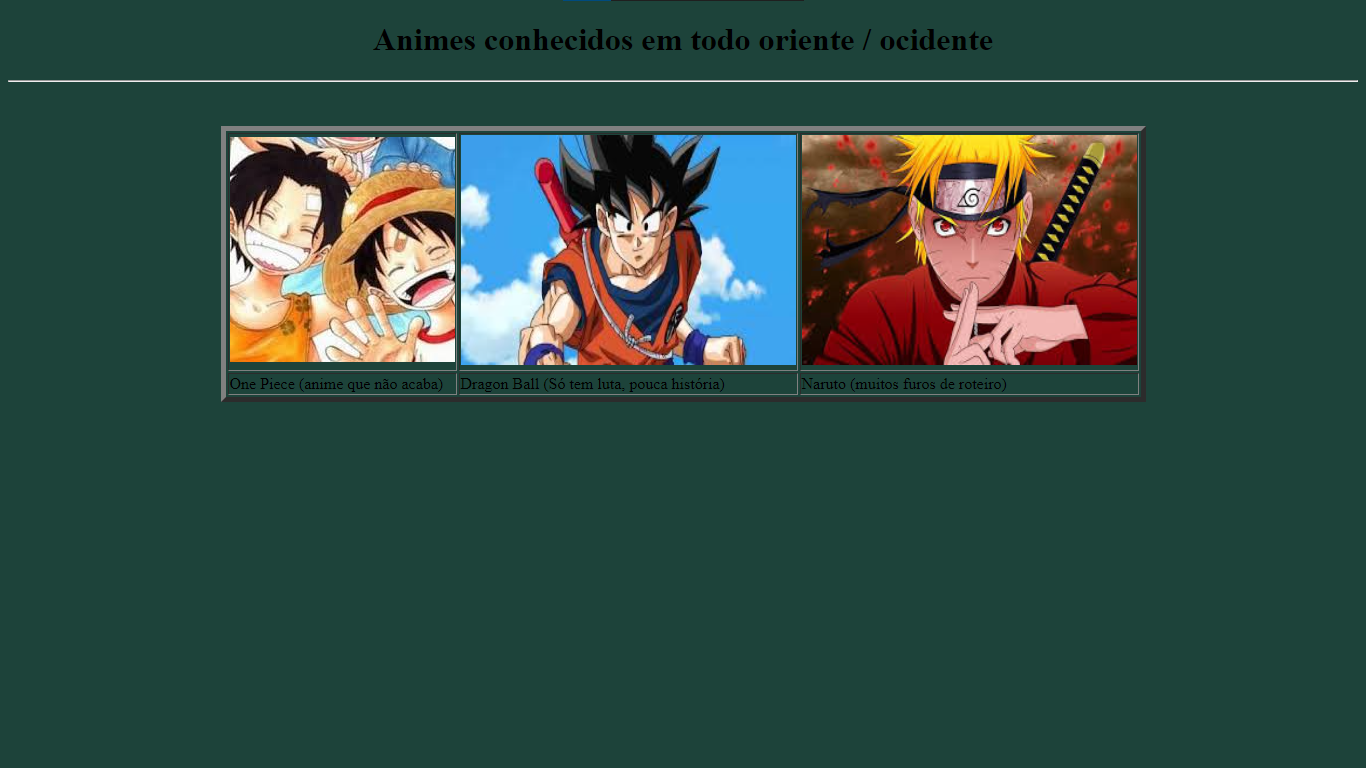 Animes conhecidos em todo oriente / ocidente
One Piece (anime que não acaba)
Dragon Ball (Só tem luta, pouca história)
Naruto (muitos furos de roteiro)